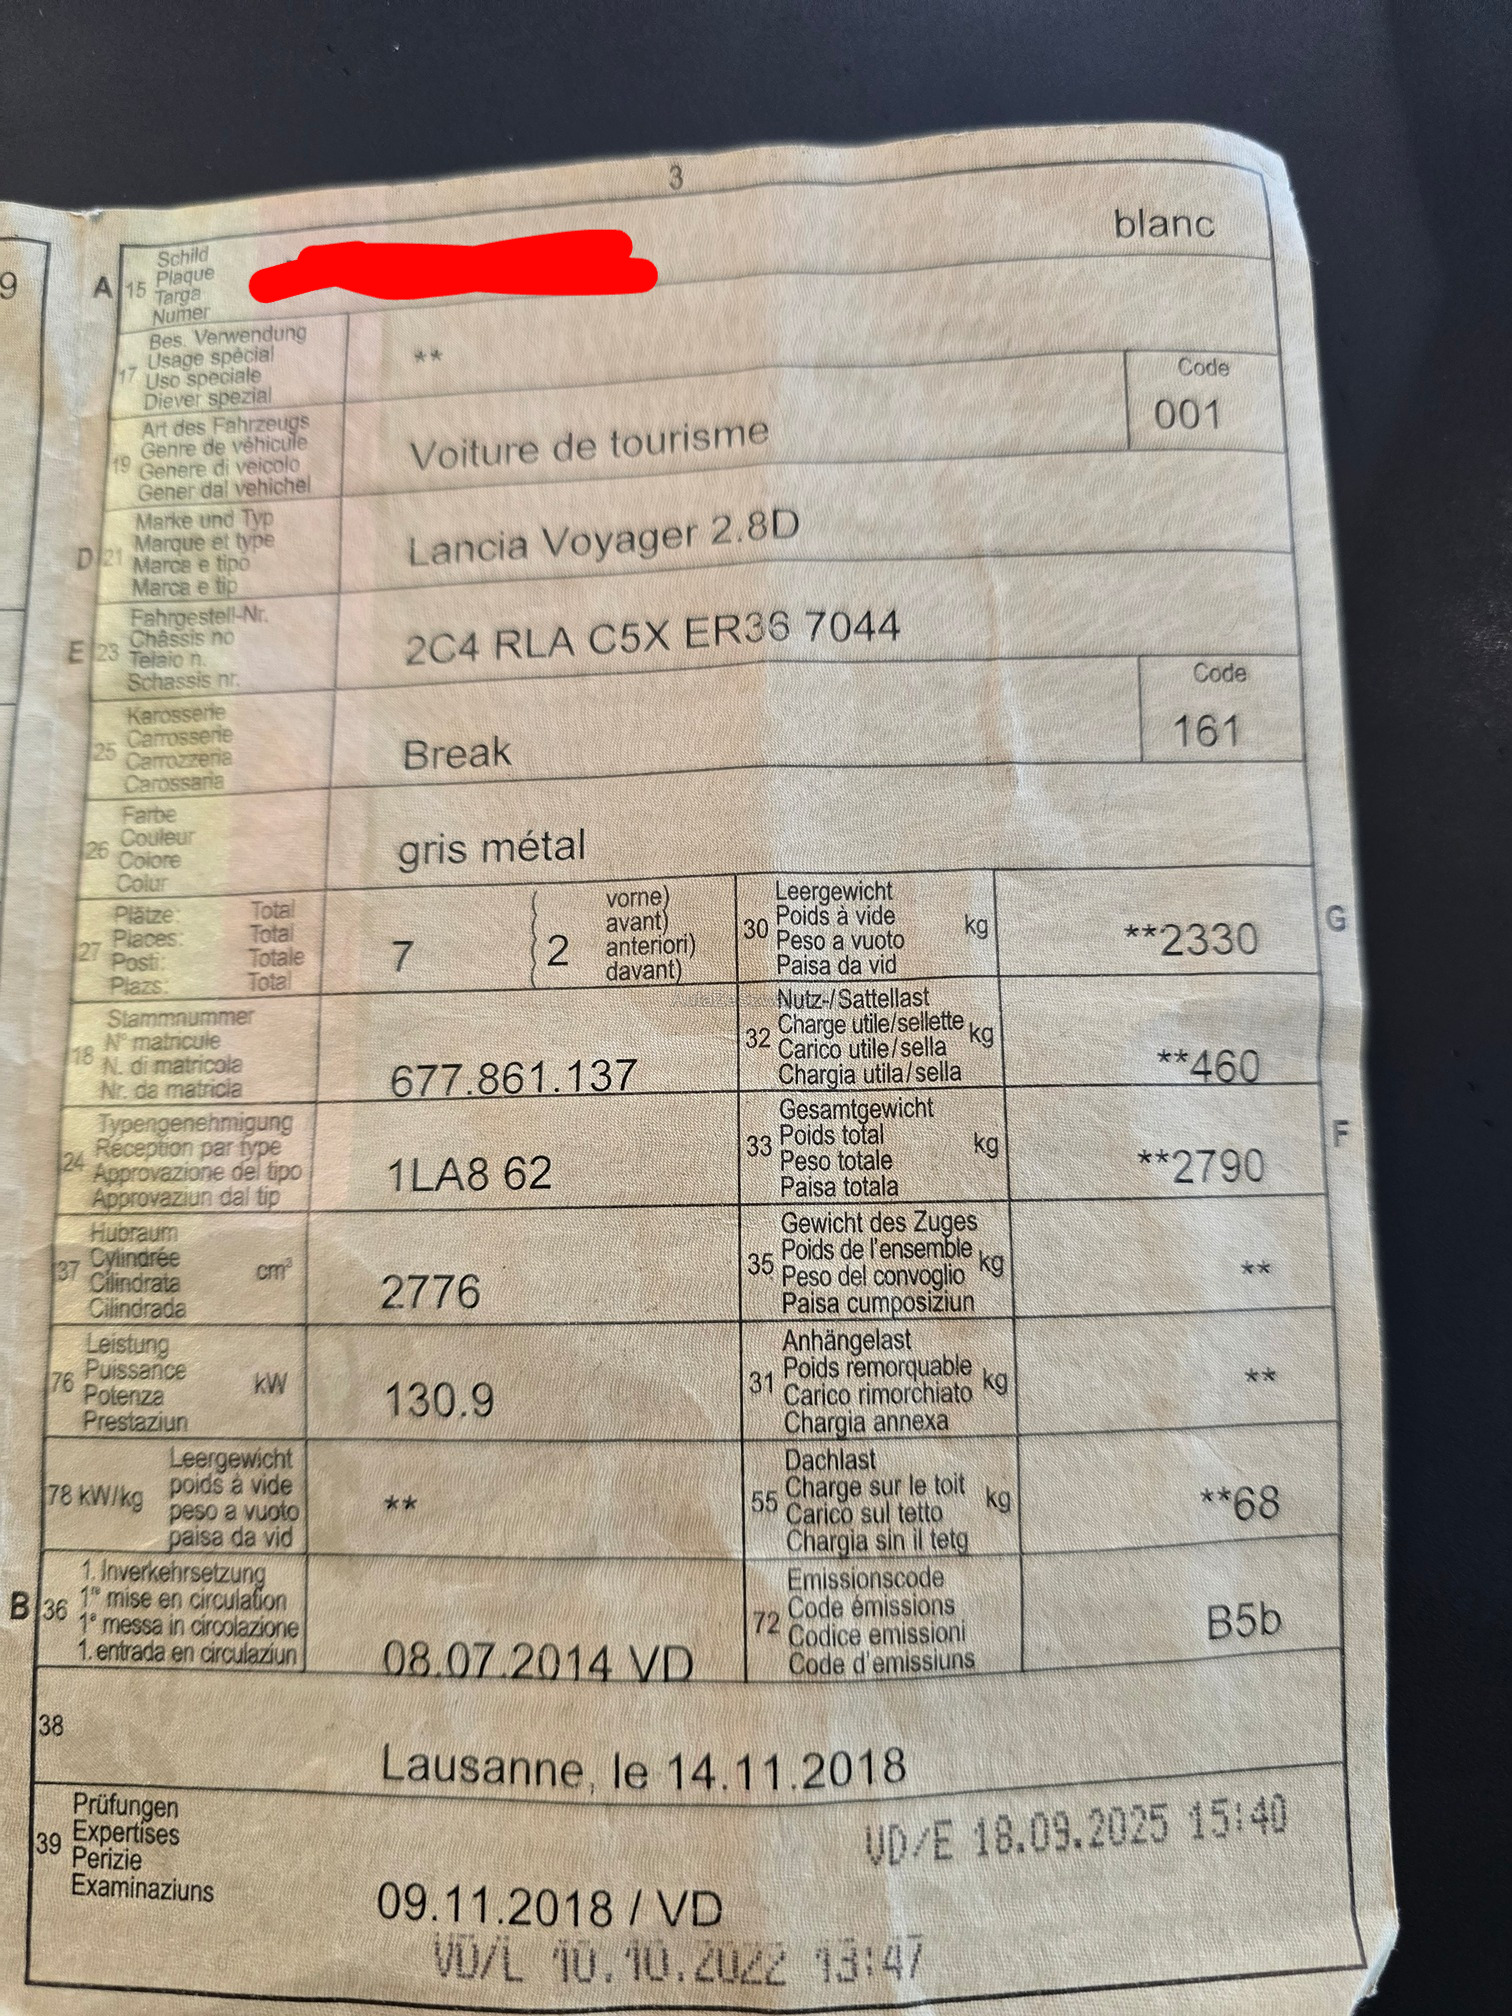 3
9
A 15 Schild
Plaque
Targa
Numer
blanc
17 Bes. Verwendung
Usage spécial
Uso speciale
Diever spezial
**
19 Art des Fahrzeugs
Genre de véhicule
Genere di veicolo
Gener dal vehichel
Voiture de tourisme
Code
001
D 21 Marke und Typ
Marque et type
Marca e tipo
Marca e tip
Lancia Voyager 2.8D
E 23 Fahrgestell-Nr.
Châssis no
Telaio n.
Schassis nr.
2C4 RLA C5X ER36 7044
25 Karosserie
Carrosserie
Carrozzeria
Carossaria
Break
Code
161
26 Farbe
Couleur
Colore
Colur
gris métal
27 Plätze: Total
Places: Total
Posti: Totale
Plazs: Total
7
2
vorne)
avant)
anteriori)
davant)
30 Leergewicht
Poids à vide
Peso a vuoto
Paisa da vid
kg
**2330
G
18 Stammnummer
N° matricule
N. di matricola
Nr. da matricla
677.861.137
32 Nutz-/Sattellast
Charge utile/sellette
Carico utile/sella
Chargia utila/sella
kg
**460
24 Typengenehmigung
Réception par type
Approvazione del tipo
Approvaziun dal tip
1LA8 62
33 Gesamtgewicht
Poids total
Peso totale
Paisa totala
kg
**2790
F
37 Hubraum
Cylindrée
Cilindrata
Cilindrada
cm³
2776
35 Gewicht des Zuges
Poids de l'ensemble
Peso del convoglio
Paisa cumposiziun
kg
**
76 Leistung
Puissance
Potenza
Prestaziun
kW
130.9
31 Anhängelast
Poids remorquable
Carico rimorchiato
Chargia annexa
kg
**
78 kW/kg
Leergewicht
poids à vide
peso a vuoto
paisa da vid
**
55 Dachlast
Charge sur le toit
Carico sul tetto
Chargia sin il tetg
kg
**68
B 36 1. Inverkehrsetzung
1re mise en circulation
1a messa in circolazione
1. entrada en circulaziun
08.07.2014 VD
72 Emissionscode
Code émissions
Codice emissioni
Code d'emissiuns
B5b
38
Lausanne, le 14.11.2018
39 Prüfungen
Expertises
Perizie
Examinaziuns
VD/E 18.09.2025 15:40
09.11.2018 / VD
VD/L 10.10.2022 13:47